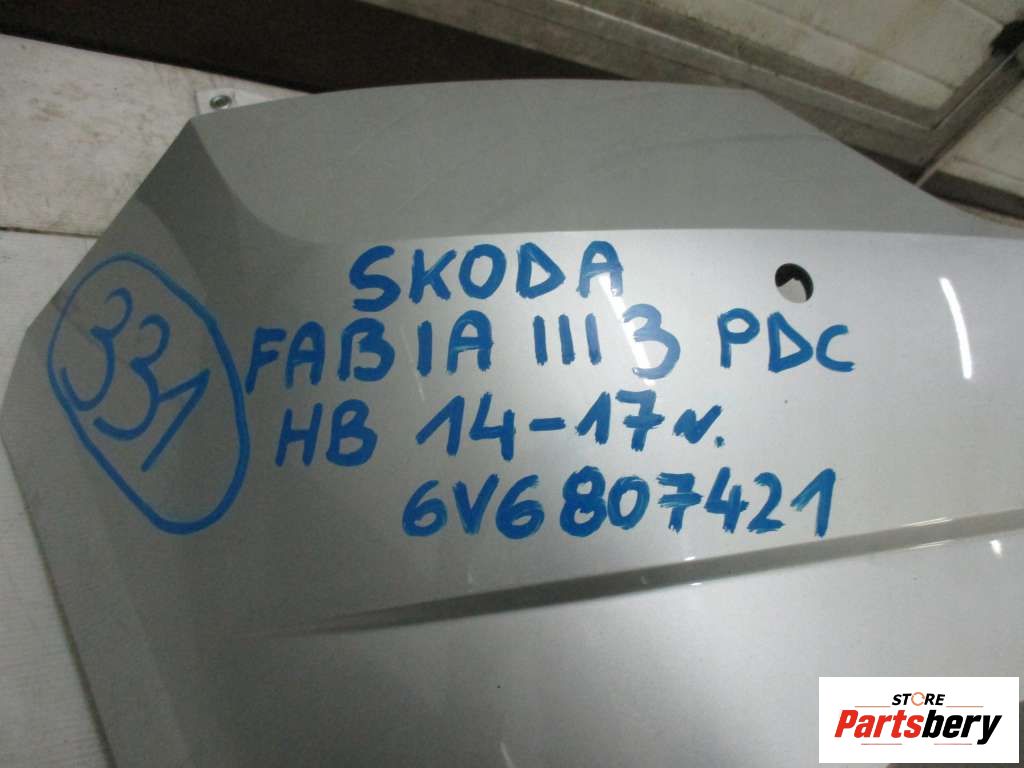 331
SKODA
FABIA III 3 PDC
HB 14-17r.
6V6807421
STORE
Partsbery